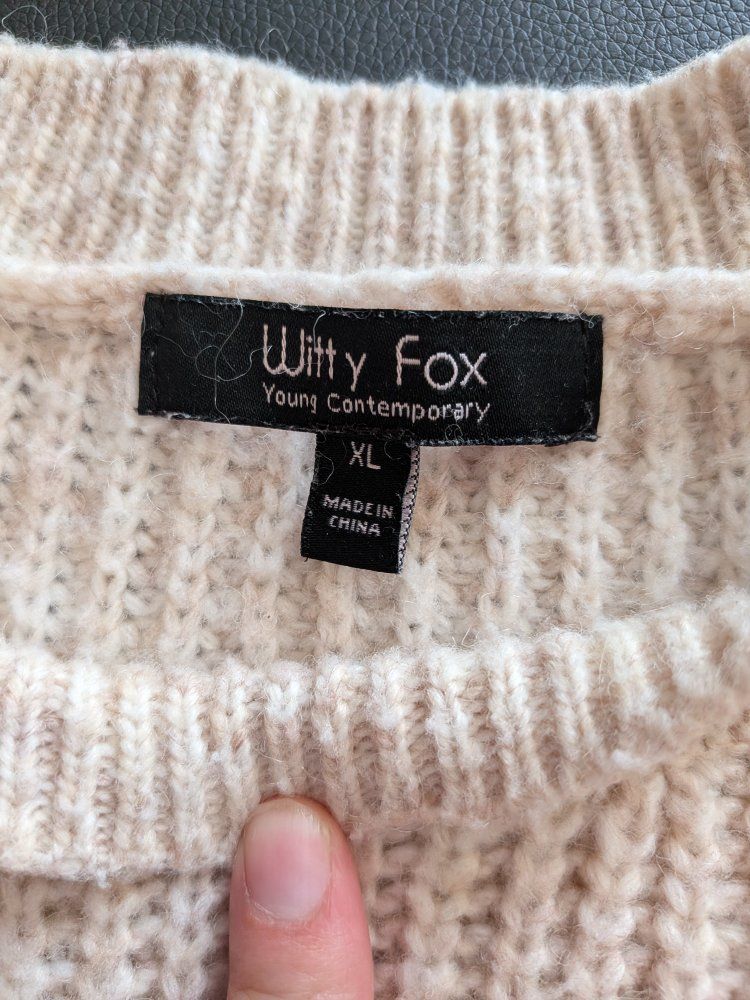 Witty Fox
Young Contemporary
XL
MADE IN
CHINA